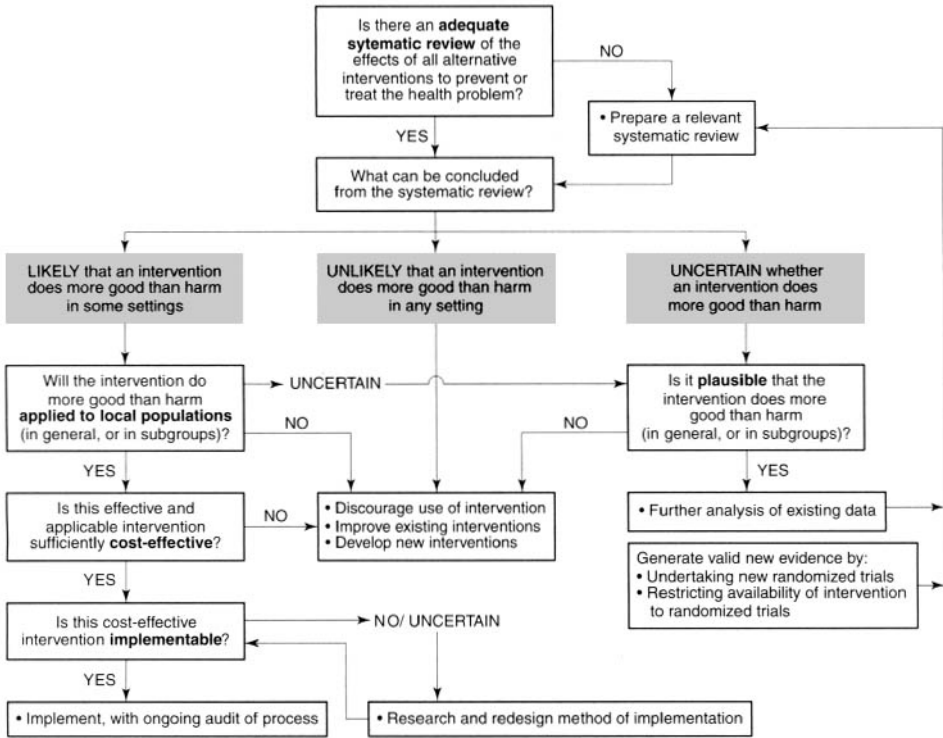 Is there an adequate
sytematic review of the
effects of all alternative
interventions to prevent or
treat the health problem?
NO
• Prepare a relevant
systematic review
YES
What can be concluded
from the systematic review?
LIKELY that an intervention
does more good than harm
in some settings
UNLIKELY that an intervention
does more good than harm
in any setting
UNCERTAIN whether
an intervention does
more good than harm
Will the intervention do
more good than harm
applied to local populations
(in general, or in subgroups)?
UNCERTAIN
NO
Is it plausible that the
intervention does more
good than harm
(in general, or in subgroups)?
NO
YES
YES
Is this effective and
applicable intervention
sufficiently cost-effective?
NO
• Discourage use of intervention
• Improve existing interventions
• Develop new interventions
• Further analysis of existing data
Generate valid new evidence by:
• Undertaking new randomized trials
• Restricting availability of intervention
to randomized trials
YES
Is this cost-effective
intervention implementable?
NO/ UNCERTAIN
YES
• Implement, with ongoing audit of process
• Research and redesign method of implementation